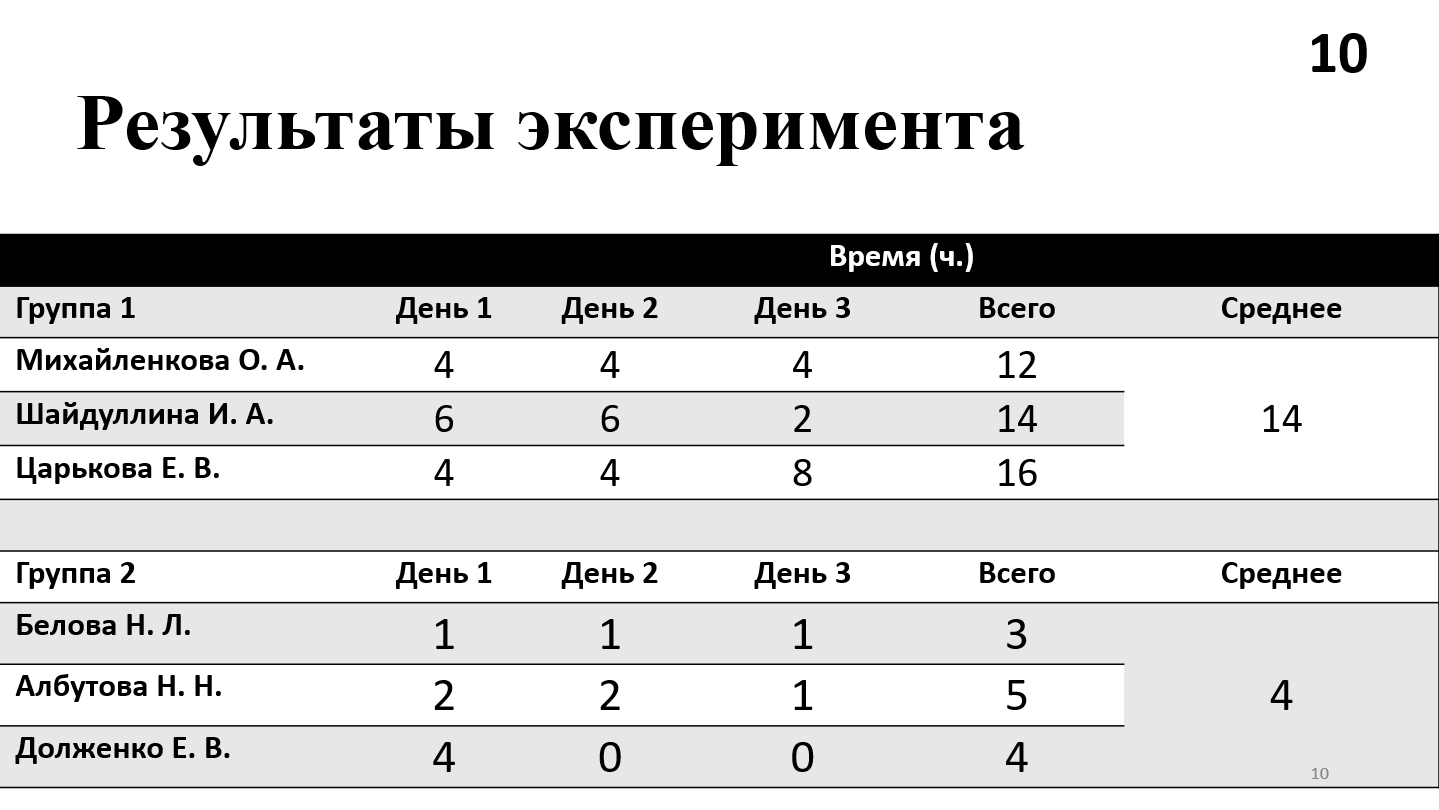 10
Результаты эксперимента
Время (ч.)
Группа 1 День 1 День 2 День 3 Всего Среднее
Михайленкова О. А. 4 4 4 12
Шайдуллина И. А. 6 6 2 14 14
Царькова Е. В. 4 4 8 16
Группа 2 День 1 День 2 День 3 Всего Среднее
Белова Н. Л. 1 1 1 3
Албутова Н. Н. 2 2 1 5 4
Долженко Е. В. 4 0 0 4
10